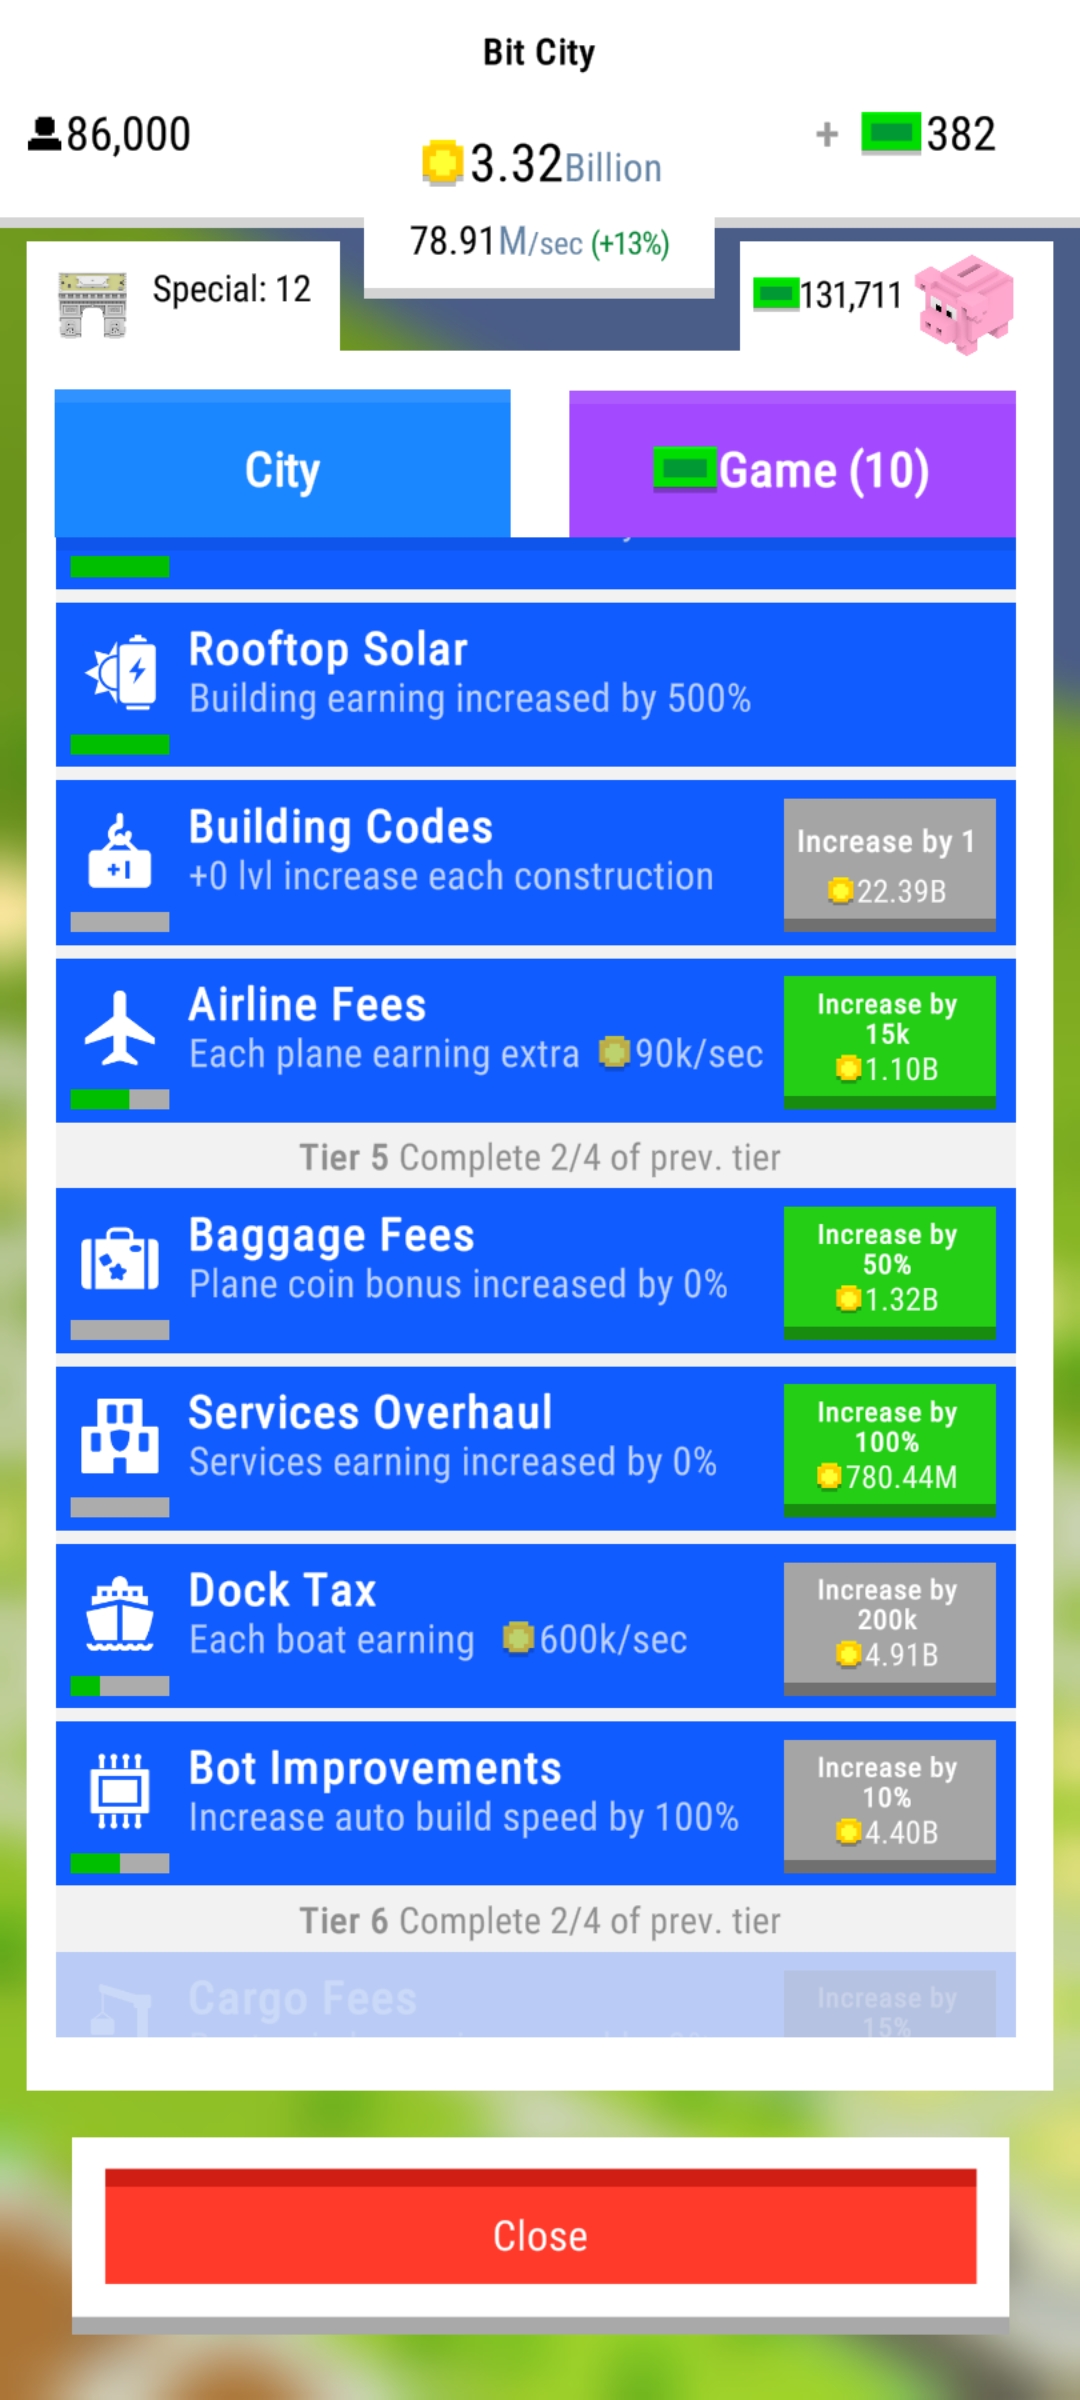 Bit City
86,000
3.32Billion
+ 382
78.91M/sec (+13%)
Special: 12
131,711
City
Game (10)
Rooftop Solar
Building earning increased by 500%
Building Codes
+0 lvl increase each construction
+1
Increase by 1
22.39B
Airline Fees
Each plane earning extra 90k/sec
Increase by
15k
1.10B
Tier 5 Complete 2/4 of prev. tier
Baggage Fees
Plane coin bonus increased by 0%
Increase by
50%
1.32B
Services Overhaul
Services earning increased by 0%
Increase by
100%
780.44M
Dock Tax
Each boat earning 600k/sec
Increase by
200k
4.91B
Bot Improvements
Increase auto build speed by 100%
Increase by
10%
4.40B
Tier 6 Complete 2/4 of prev. tier
Cargo Fees
Increase by
15%
Close